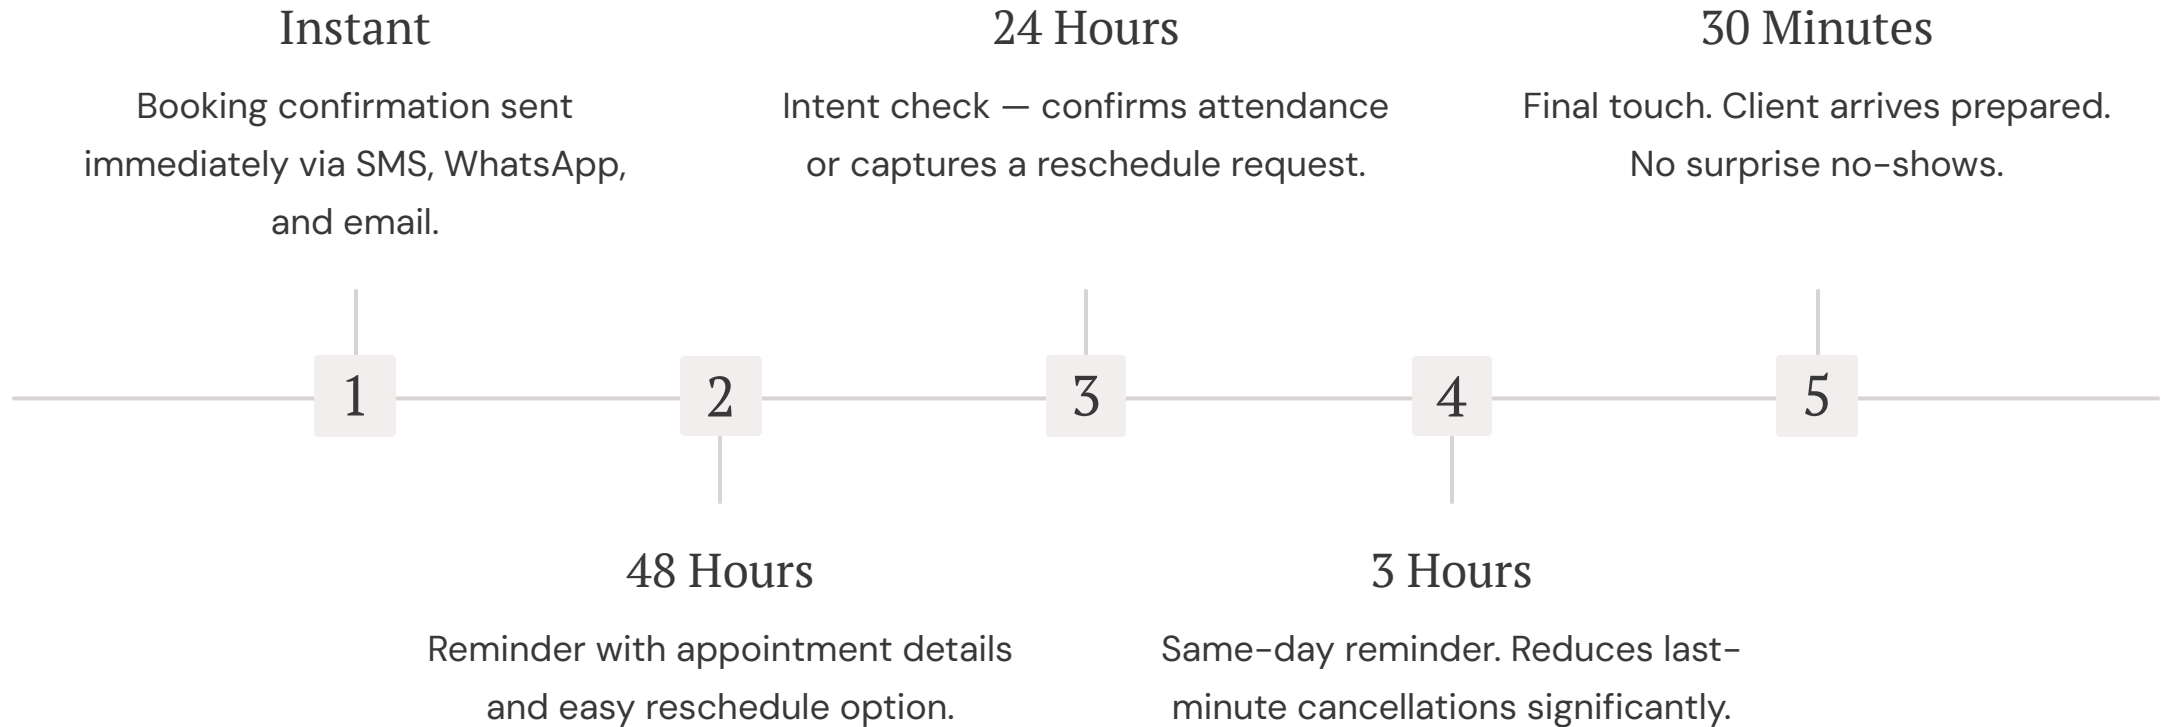 Instant
Booking confirmation sent
immediately via SMS, WhatsApp,
and email.
24 Hours
Intent check — confirms attendance
or captures a reschedule request.
30 Minutes
Final touch. Client arrives prepared.
No surprise no-shows.
1
2
3
4
5
48 Hours
Reminder with appointment details
and easy reschedule option.
3 Hours
Same-day reminder. Reduces last-
minute cancellations significantly.